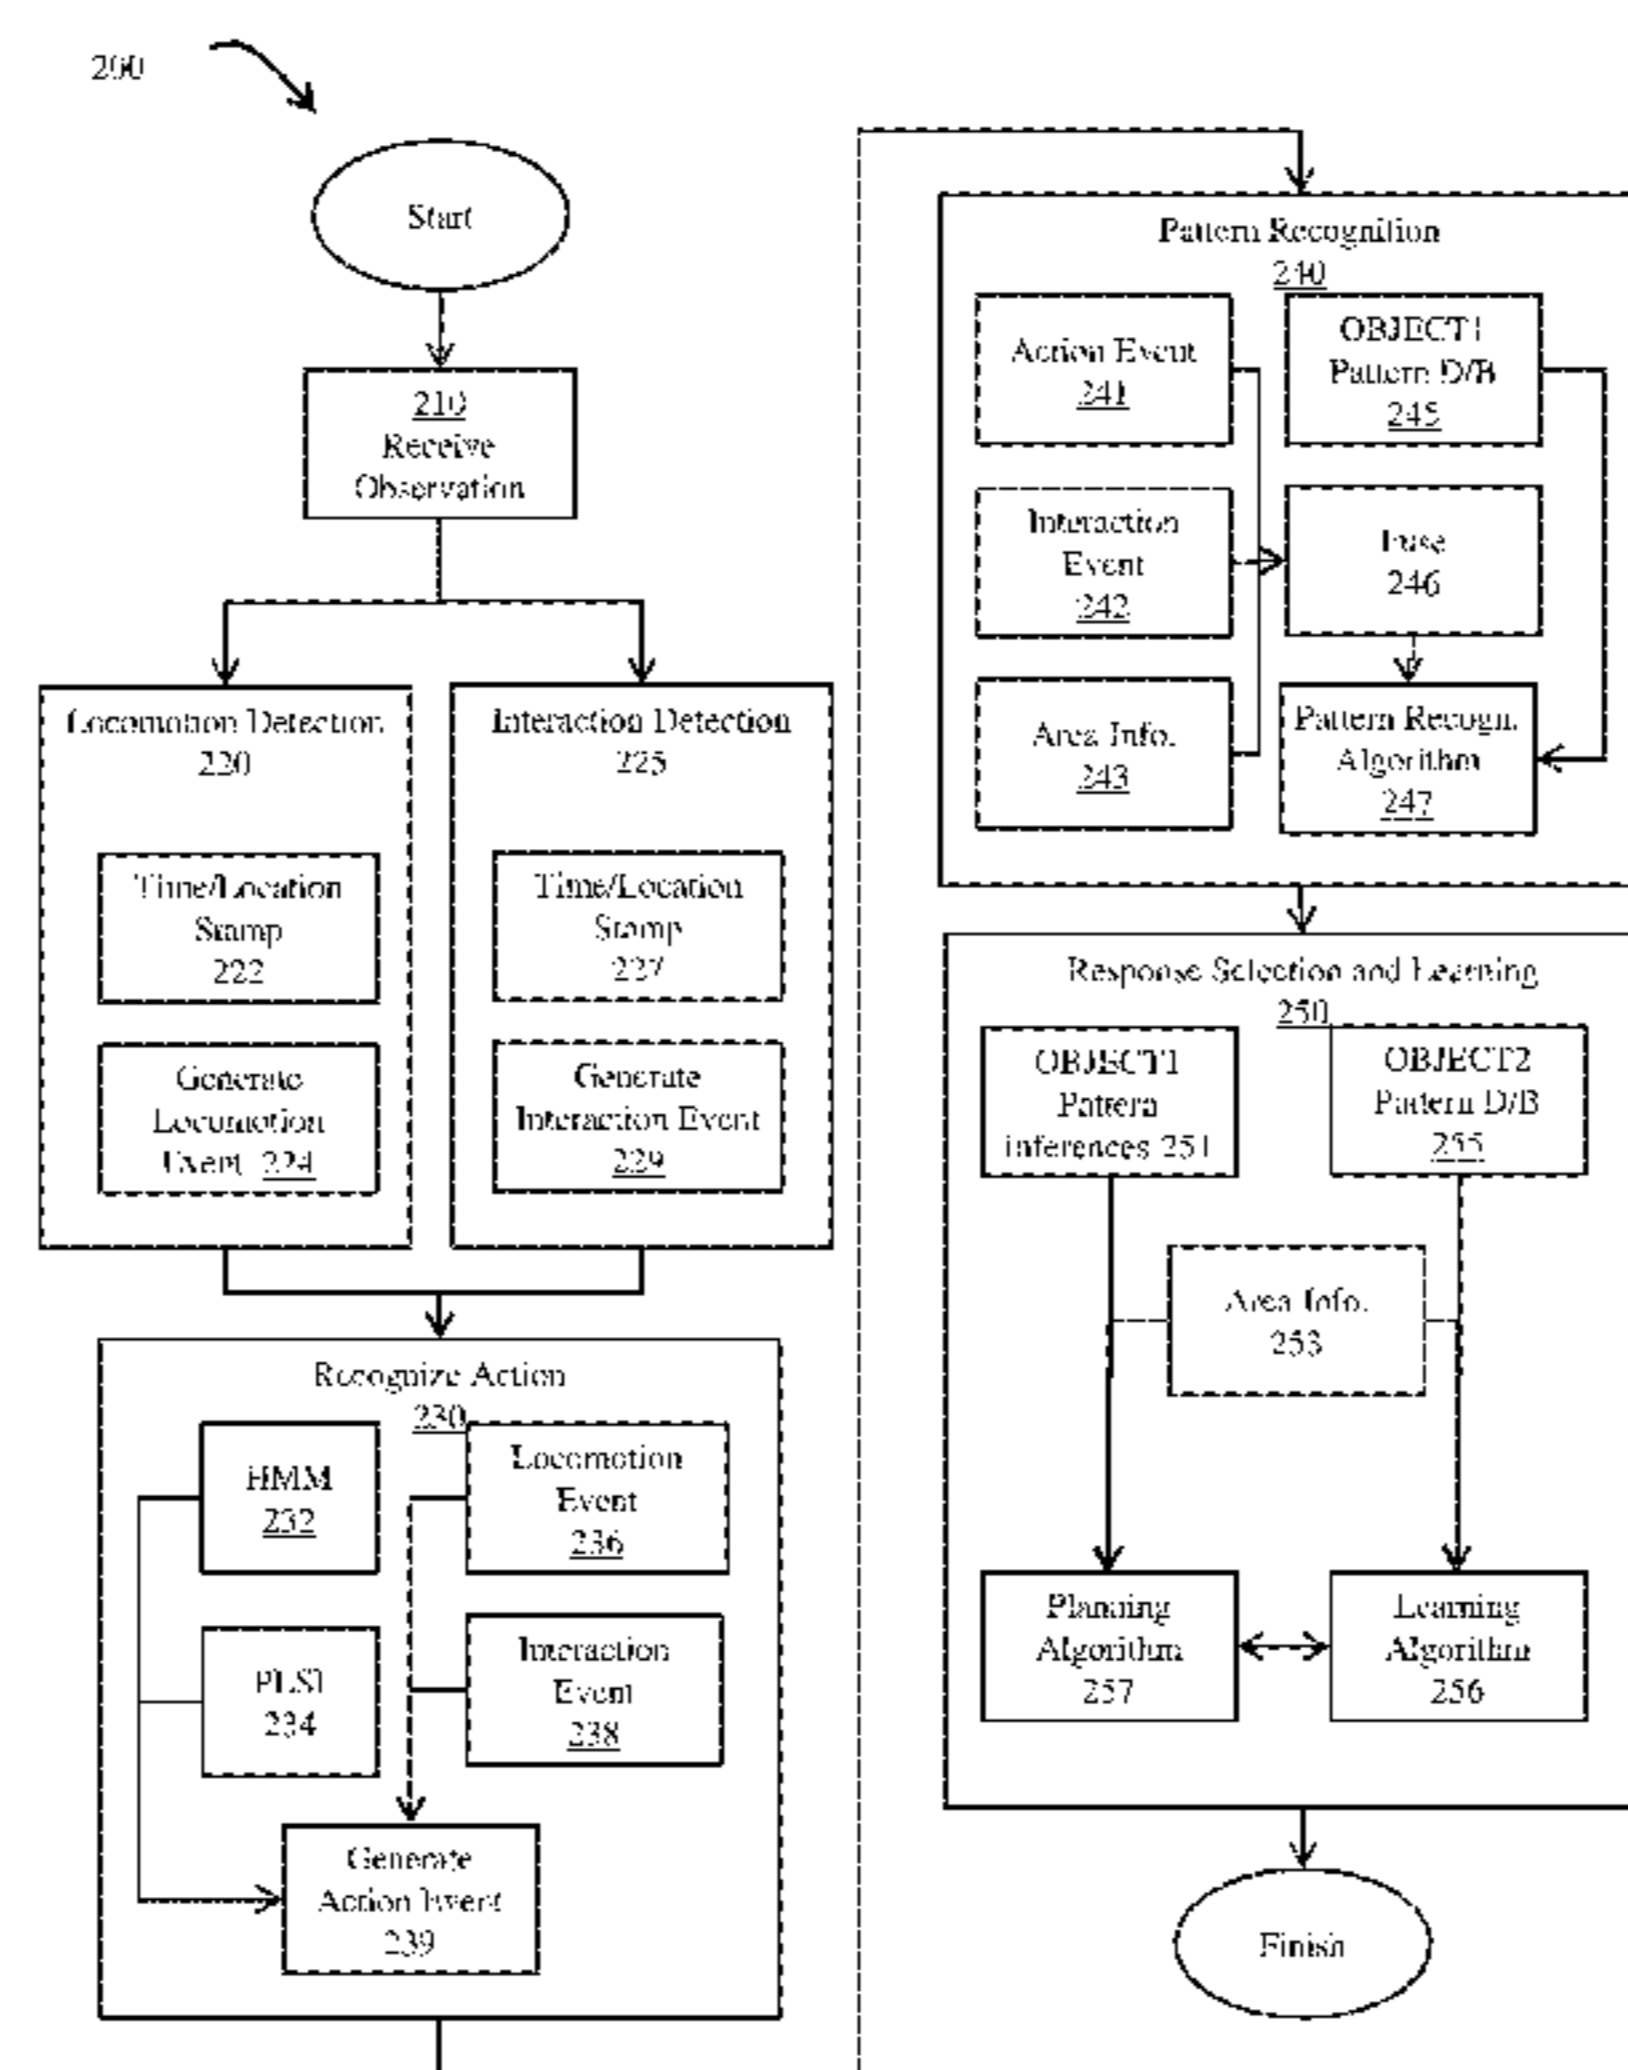 200
Start
210
Receive
Observation
Locomotion Detection
220
Time/Location
Stamp
222
Generate
Locomotion
Event 224
Interaction Detection
225
Time/Location
Stamp
227
Generate
Interaction Event
229
Recognize Action
230
HMM
232
PLSI
234
Locomotion
Event
236
Interaction
Event
238
Generate
Action Event
239
Pattern Recognition
240
Action Event
241
Interaction
Event
242
Area Info.
243
OBJECT1
Pattern D/B
245
Fuse
246
Pattern Recogn.
Algorithm
247
Response Selection and Learning
250
OBJECT1
Pattern
inferences 251
OBJECT2
Pattern D/B
255
Area Info.
253
Planning
Algorithm
257
Learning
Algorithm
256
Finish